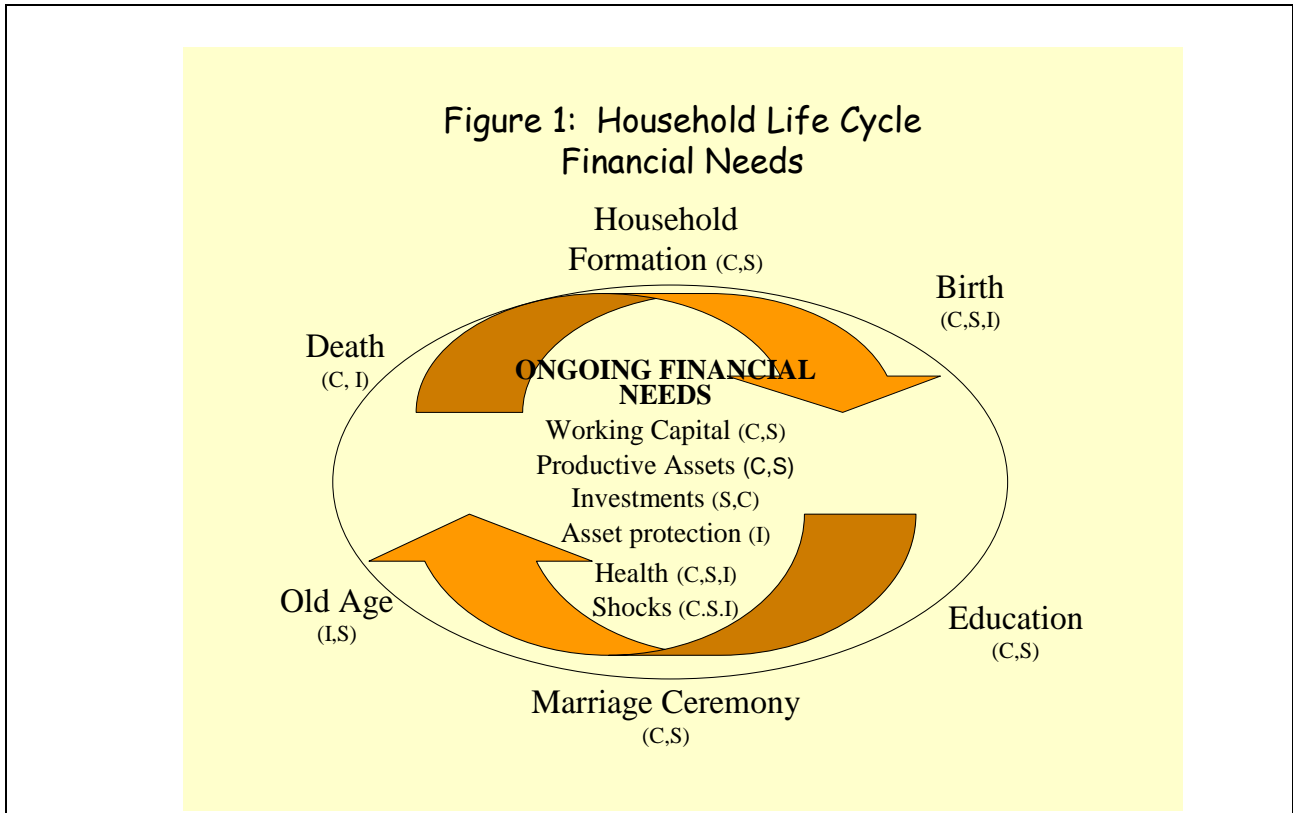 Figure 1: Household Life Cycle
Financial Needs
Household
Formation (C,S)
Birth
(C,S,I)
Death
(C, I)
ONGOING FINANCIAL
NEEDS
Working Capital (C,S)
Productive Assets (C,S)
Investments (S,C)
Asset protection (I)
Health (C,S,I)
Shocks (C.S.I)
Old Age
(I,S)
Education
(C,S)
Marriage Ceremony
(C,S)